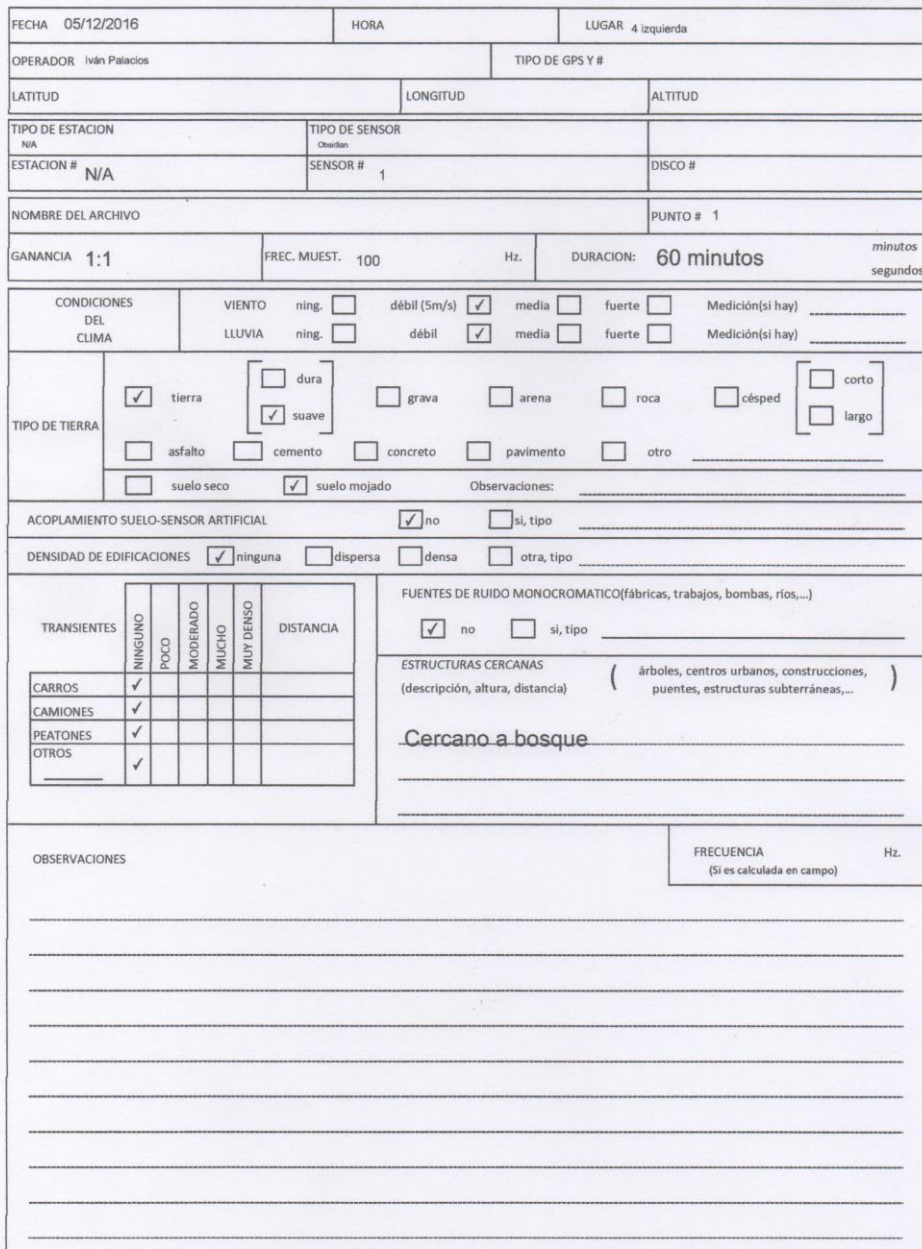 FECHA 05/12/2016 HORA LUGAR 4 izquierda
OPERADOR Iván Palacios TIPO DE GPS Y #
LATITUD LONGITUD ALTITUD
TIPO DE ESTACION TIPO DE SENSOR
N/A Obsidian
ESTACION # N/A SENSOR # 1 DISCO #
NOMBRE DEL ARCHIVO PUNTO # 1
GANANCIA 1:1 FREC. MUEST. 100 Hz. DURACION: 60 minutos minutos
segundos
CONDICIONES DEL CLIMA
VIENTO ning. débil (5m/s) ✓ media fuerte Medición(si hay)
LLUVIA ning. débil ✓ media fuerte Medición(si hay)
TIPO DE TIERRA
✓ tierra dura ✓ suave grava arena roca césped corto largo
asfalto cemento concreto pavimento otro
suelo seco ✓ suelo mojado Observaciones:
ACOPLAMIENTO SUELO-SENSOR ARTIFICIAL ✓ no si, tipo
DENSIDAD DE EDIFICACIONES ✓ ninguna dispersa densa otra, tipo
TRANSIENTES NINGUNO POCO MODERADO MUCHO MUY DENSO DISTANCIA
CARROS ✓
CAMIONES ✓
PEATONES ✓
OTROS ✓
FUENTES DE RUIDO MONOCROMATICO(fábricas, trabajos, bombas, ríos,...)
✓ no si, tipo
ESTRUCTURAS CERCANAS
(descripción, altura, distancia)
( árboles, centros urbanos, construcciones,
puentes, estructuras subterráneas,... )
Cercano a bosque
OBSERVACIONES
FRECUENCIA Hz.
(Si es calculada en campo)